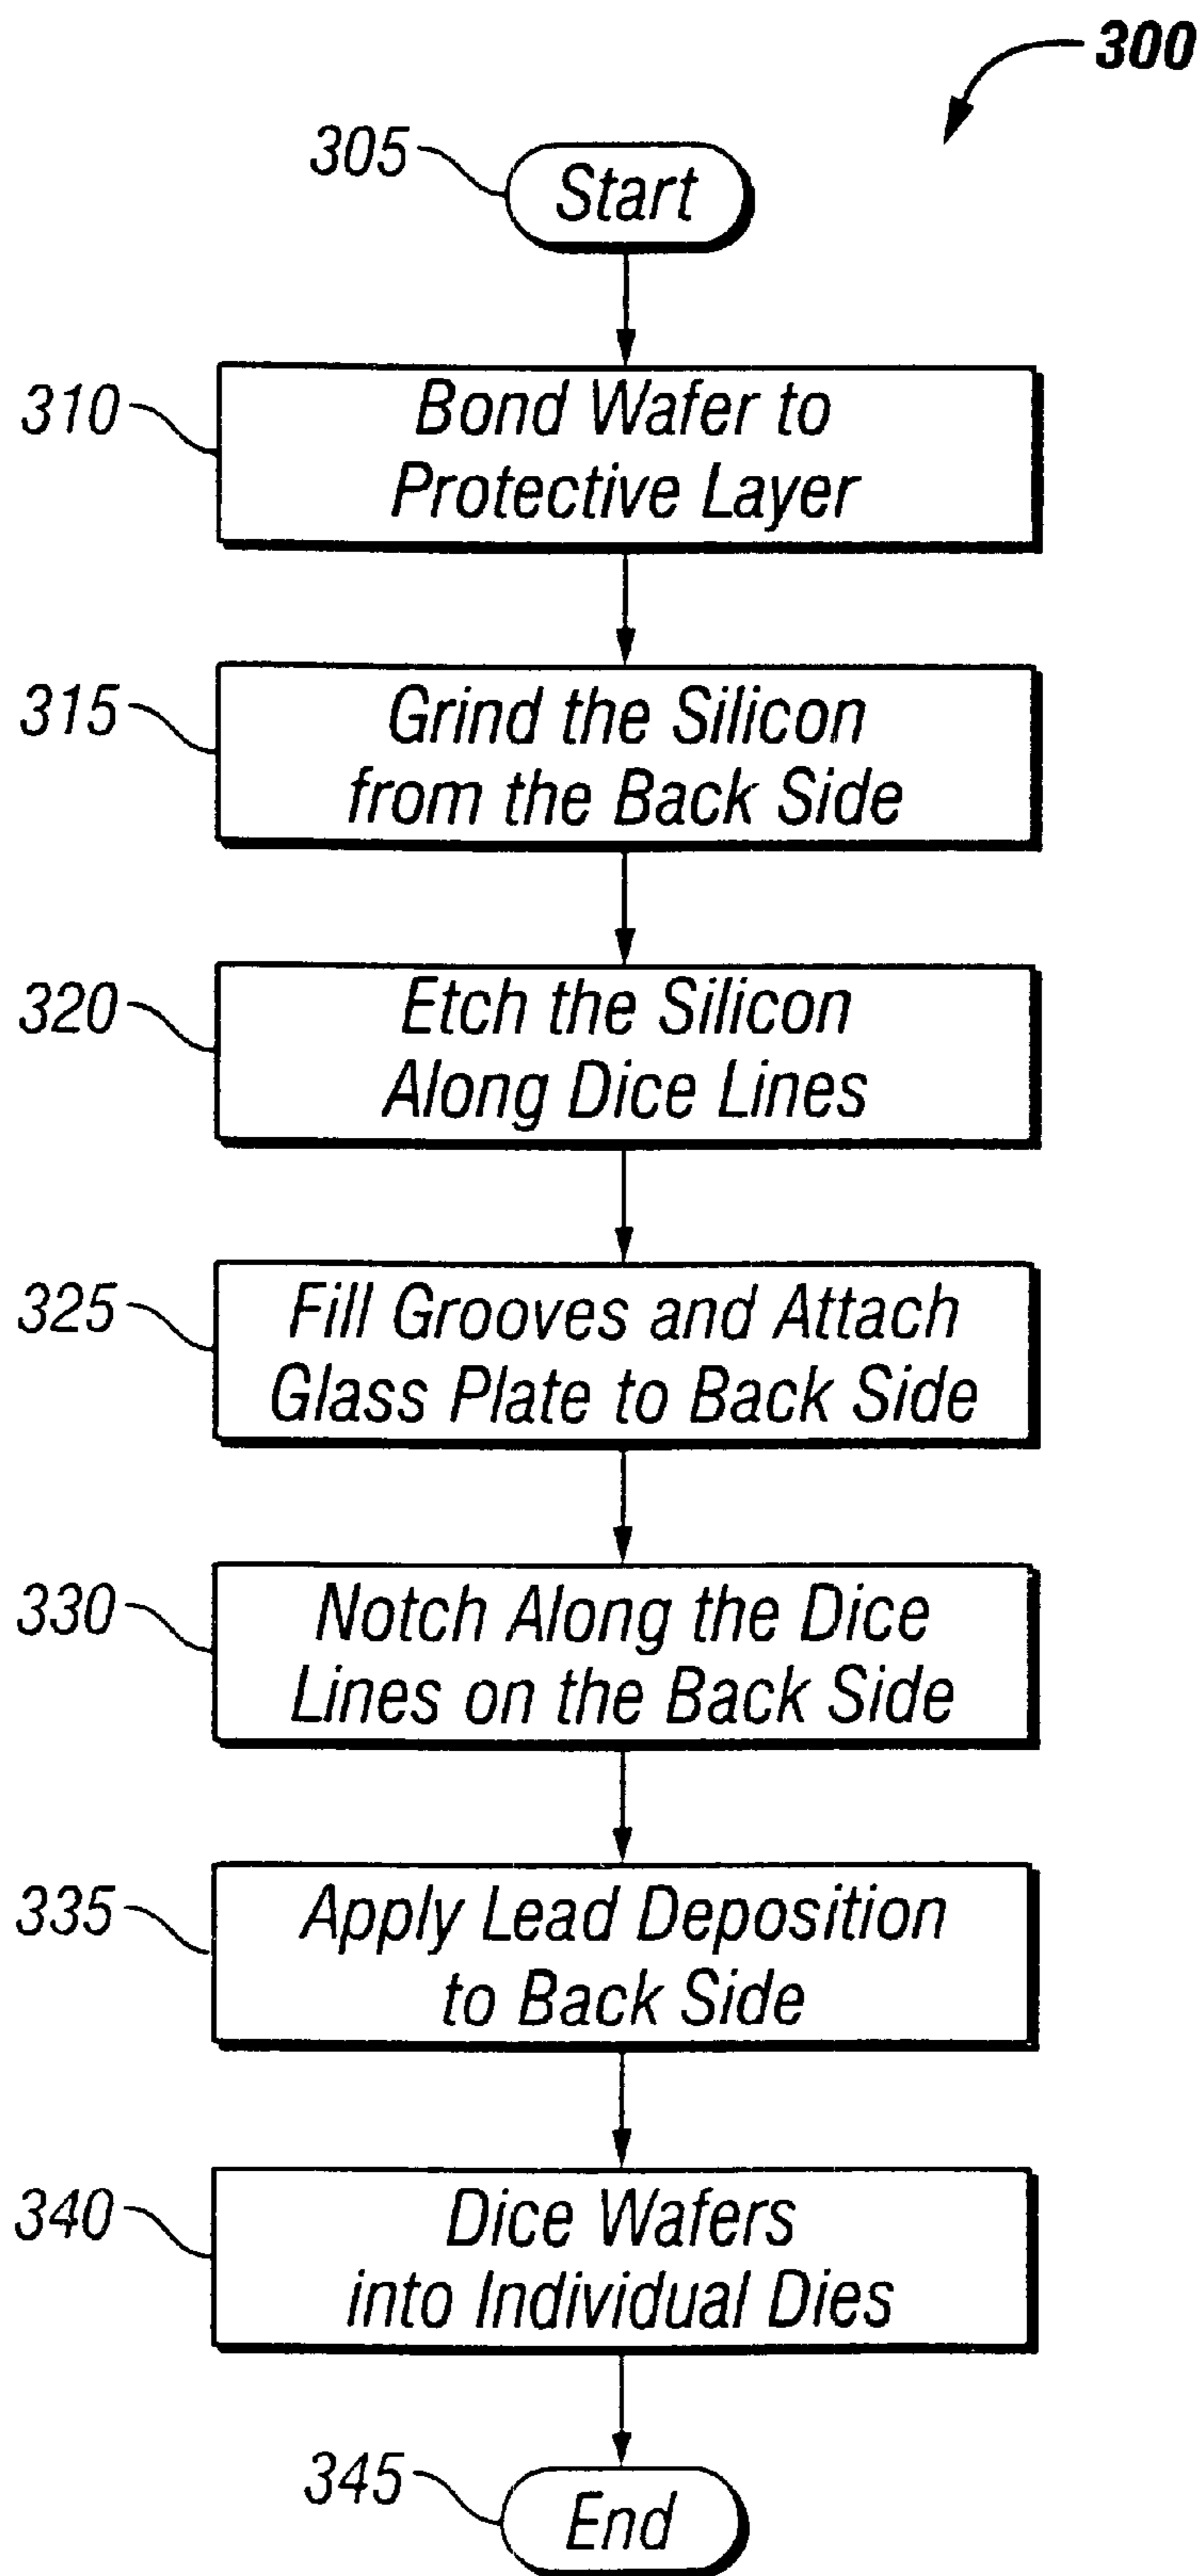 300
305
Start
310
Bond Wafer to
Protective Layer
315
Grind the Silicon
from the Back Side
320
Etch the Silicon
Along Dice Lines
325
Fill Grooves and Attach
Glass Plate to Back Side
330
Notch Along the Dice
Lines on the Back Side
335
Apply Lead Deposition
to Back Side
340
Dice Wafers
into Individual Dies
345
End